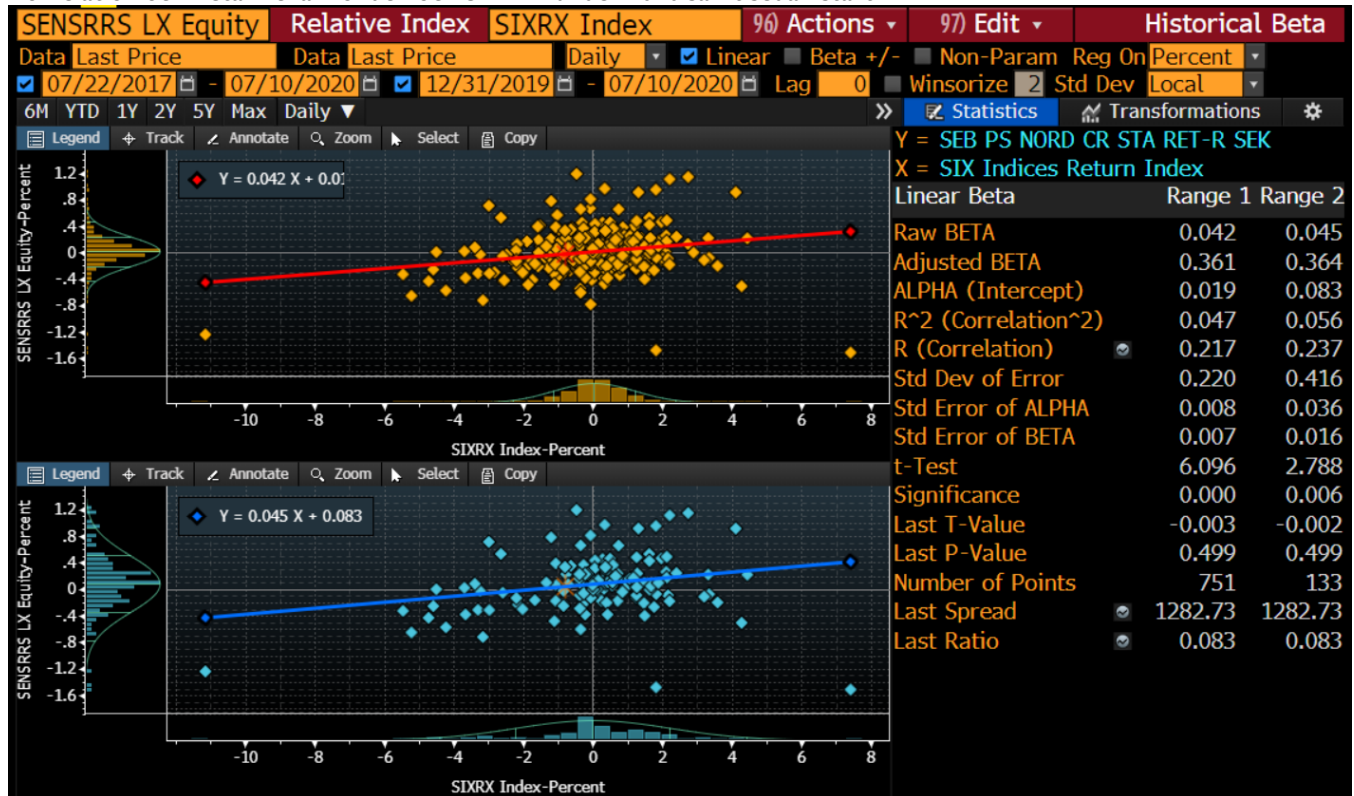 SENSRRS LX Equity Relative Index SIXRX Index 96) Actions 97) Edit Historical Beta
Data Last Price Data Last Price Daily Linear Beta +/- Non-Param Reg On Percent
07/22/2017 - 07/10/2020 12/31/2019 - 07/10/2020 Lag 0 Winsorize 2 Std Dev Local
6M YTD 1Y 2Y 5Y Max Daily ▼ » Statistics Transformations
Legend Track Annotate Zoom Select Copy
Y = SEB PS NORD CR STA RET-R SEK
X = SIX Indices Return Index
Linear Beta Range 1 Range 2
Raw BETA 0.042 0.045
Adjusted BETA 0.361 0.364
ALPHA (Intercept) 0.019 0.083
R^2 (Correlation^2) 0.047 0.056
R (Correlation) 0.217 0.237
Std Dev of Error 0.220 0.416
Std Error of ALPHA 0.008 0.036
Std Error of BETA 0.007 0.016
t-Test 6.096 2.788
Significance 0.000 0.006
Last T-Value -0.003 -0.002
Last P-Value 0.499 0.499
Number of Points 751 133
Last Spread 1282.73 1282.73
Last Ratio 0.083 0.083
SENSRRS LX Equity-Percent
1.2
.8
.4
0
-.4
-.8
-1.2
-1.6
Y = 0.042 X + 0.01
-10 -8 -6 -4 -2 0 2 4 6 8
SIXRX Index-Percent
Legend Track Annotate Zoom Select Copy
SENSRRS LX Equity-Percent
1.2
.8
.4
0
-.4
-.8
-1.2
-1.6
Y = 0.045 X + 0.083
-10 -8 -6 -4 -2 0 2 4 6 8
SIXRX Index-Percent